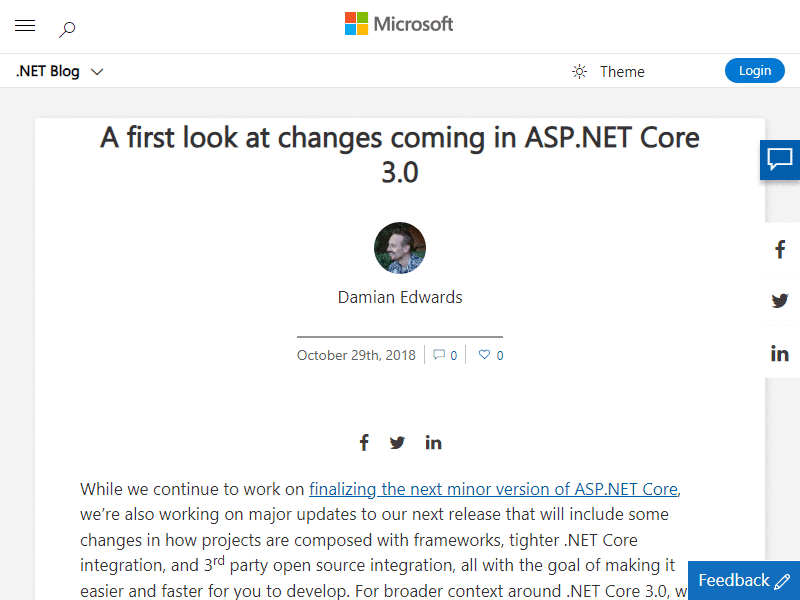 Microsoft
.NET Blog
Theme
Login
A first look at changes coming in ASP.NET Core
3.0
Damian Edwards
October 29th, 2018
0
0
While we continue to work on finalizing the next minor version of ASP.NET Core,
we’re also working on major updates to our next release that will include some
changes in how projects are composed with frameworks, tighter .NET Core
integration, and 3rd party open source integration, all with the goal of making it
easier and faster for you to develop. For broader context around .NET Core 3.0, w
Feedback